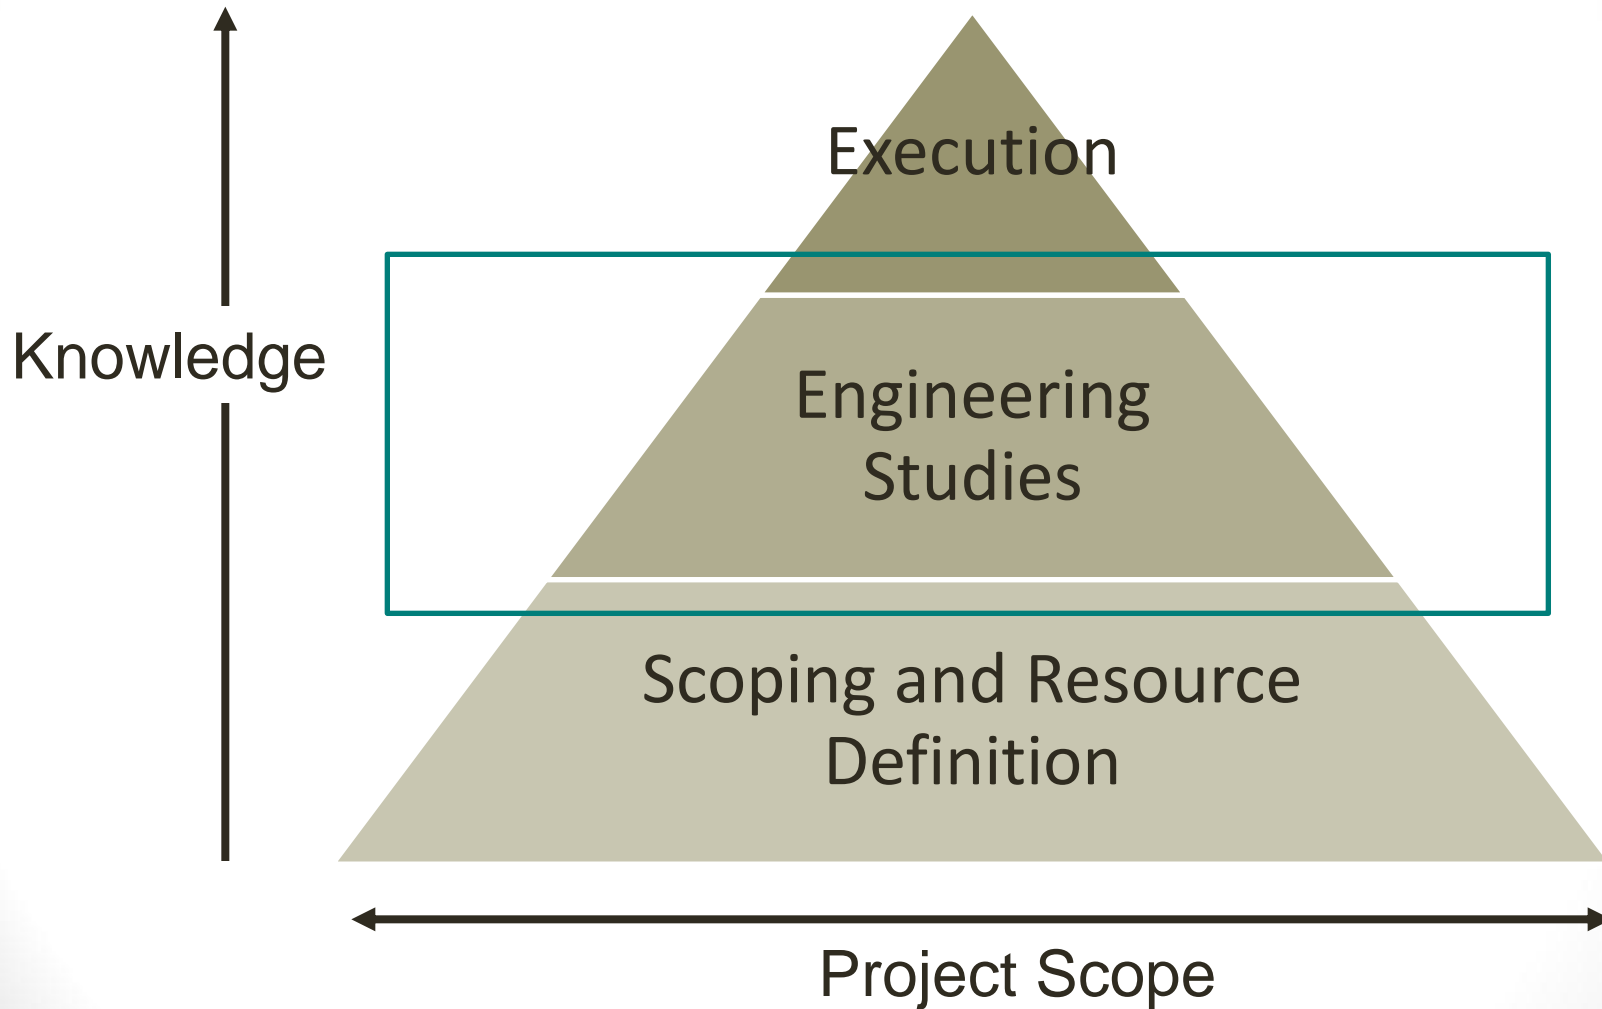 Execution
Knowledge
Engineering
Studies
Scoping and Resource
Definition
Project Scope